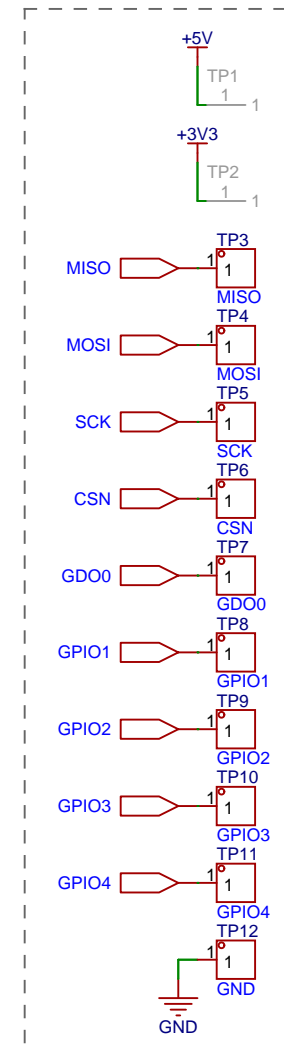 +5V
TP1
1
1
+3V3
TP2
1
1
TP3
MISO
1
1
MISO
TP4
MOSI
1
1
MOSI
TP5
SCK
1
1
SCK
TP6
CSN
1
1
CSN
TP7
GDO0
1
1
GDO0
TP8
GPIO1
1
1
GPIO1
TP9
GPIO2
1
1
GPIO2
TP10
GPIO3
1
1
GPIO3
TP11
GPIO4
1
1
GPIO4
TP12
1
1
GND
GND